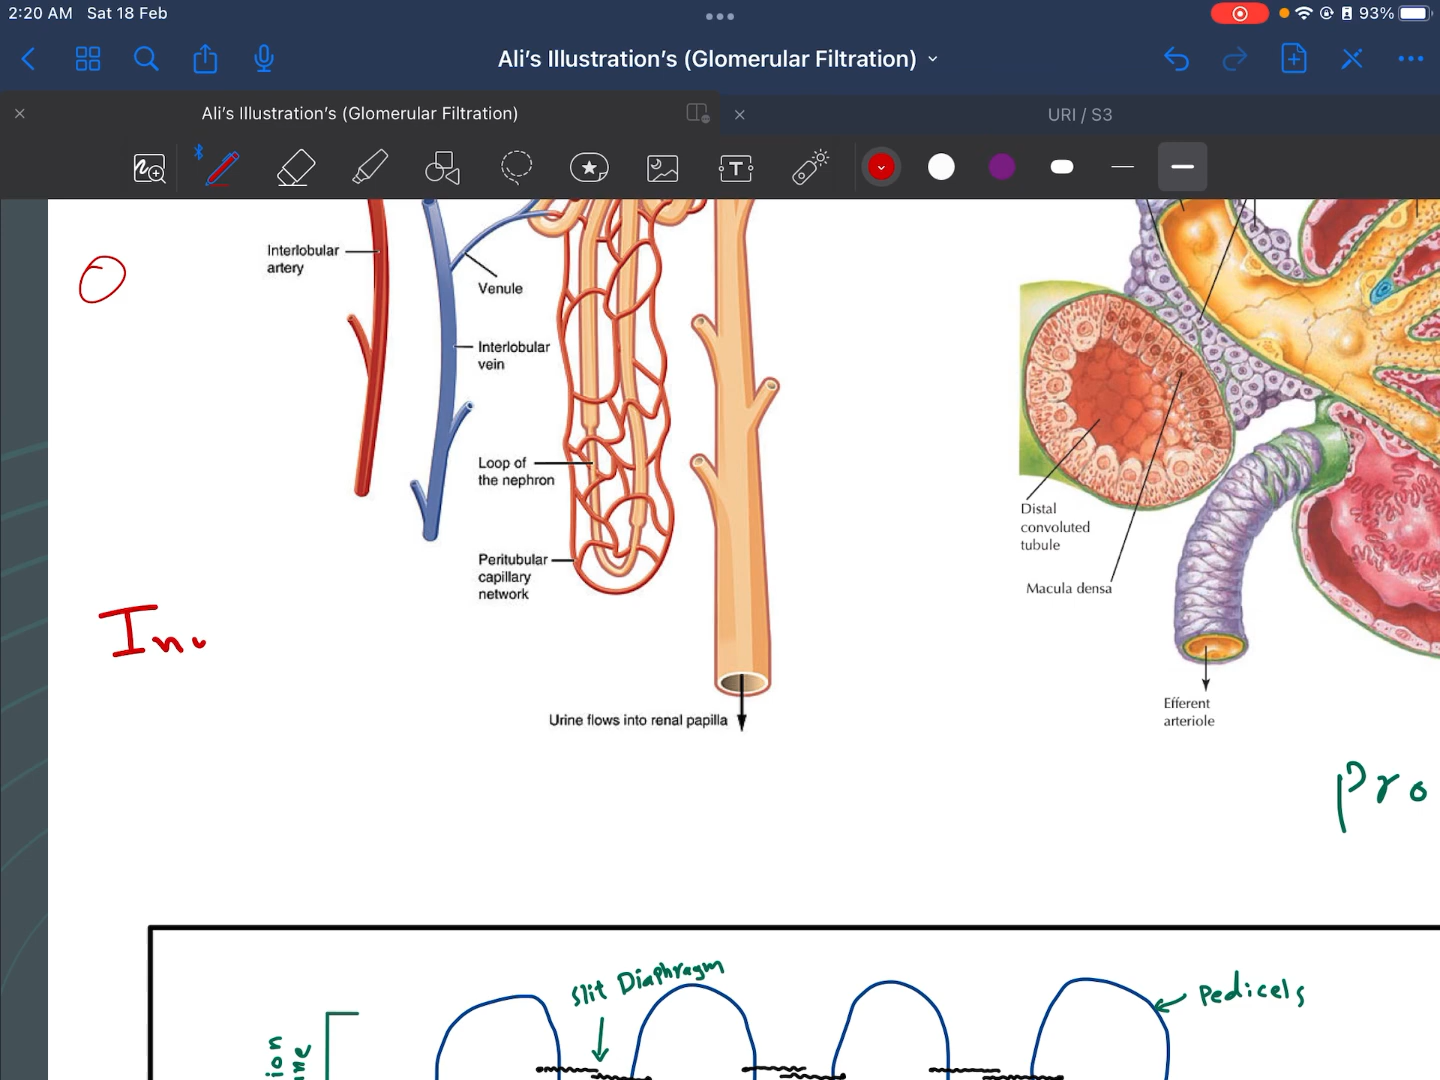 2:20 AM Sat 18 Feb
93%
Ali's Illustration's (Glomerular Filtration)
Ali's Illustration's (Glomerular Filtration)
URI / S3
Interlobular
artery
Venule
Interlobular
vein
Loop of
the nephron
Peritubular
capillary
network
Urine flows into renal papilla
Distal
convoluted
tubule
Macula densa
Efferent
arteriole
Pro
Slit Diaphragm
Pedicels